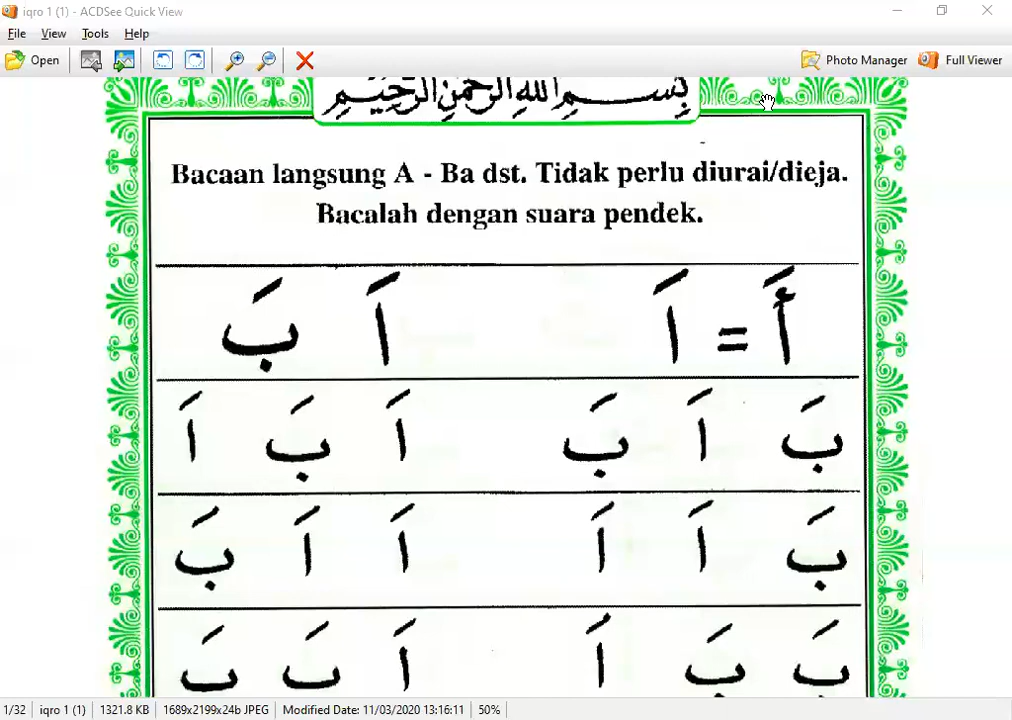 iqro 1 (1) - ACDSee Quick View
File View Tools Help
Open Photo Manager Full Viewer
بِسْمِ اللهِ الرَّحْمٰنِ الرَّحِيْمِ
Bacaan langsung A - Ba dst. Tidak perlu diurai/dieja.
Bacalah dengan suara pendek.
أَ = اَ اَ بَ
بَ اَ بَ اَ بَ اَ
بَ اَ اَ اَ اَ بَ
بَ بَ اَ اَ بَ بَ
1/32 iqro 1 (1) 1321.8 KB 1689x2199x24b JPEG Modified Date: 11/03/2020 13:16:11 50%